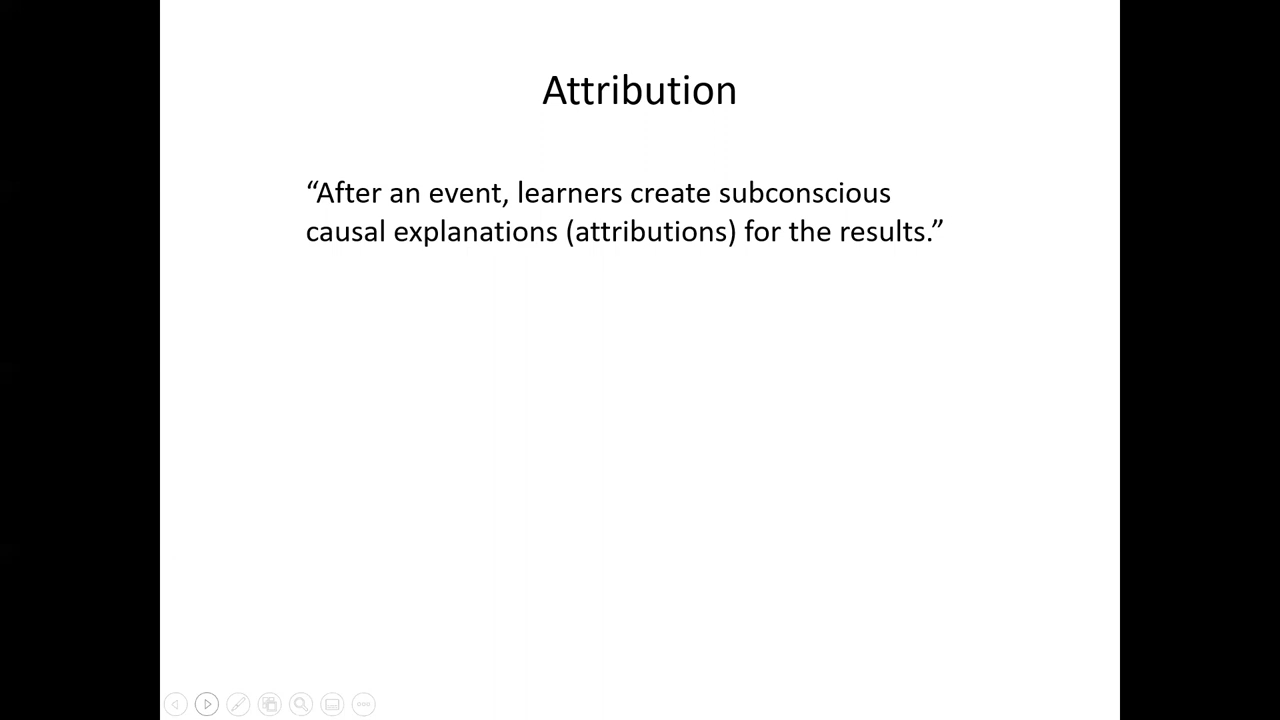 Attribution
“After an event, learners create subconscious
causal explanations (attributions) for the results.”